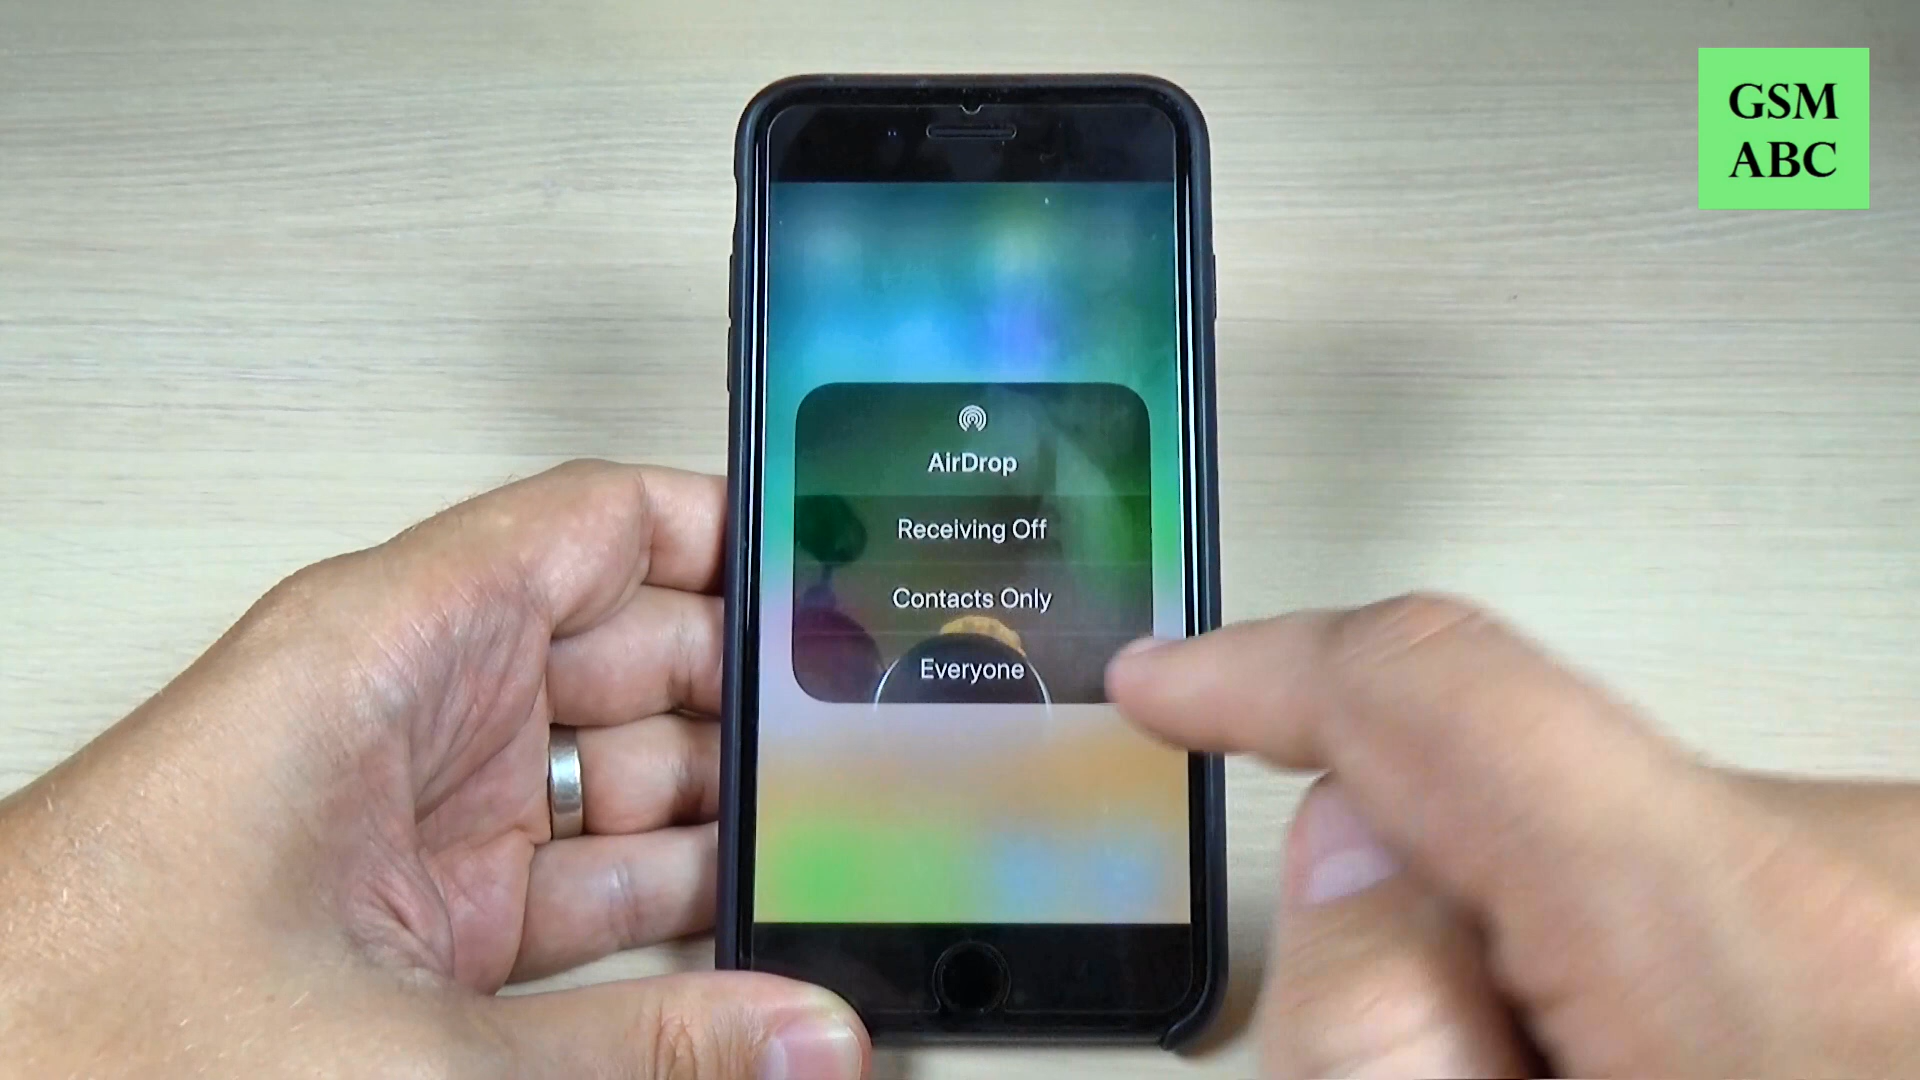 GSM
ABC
AirDrop
Receiving Off
Contacts Only
Everyone